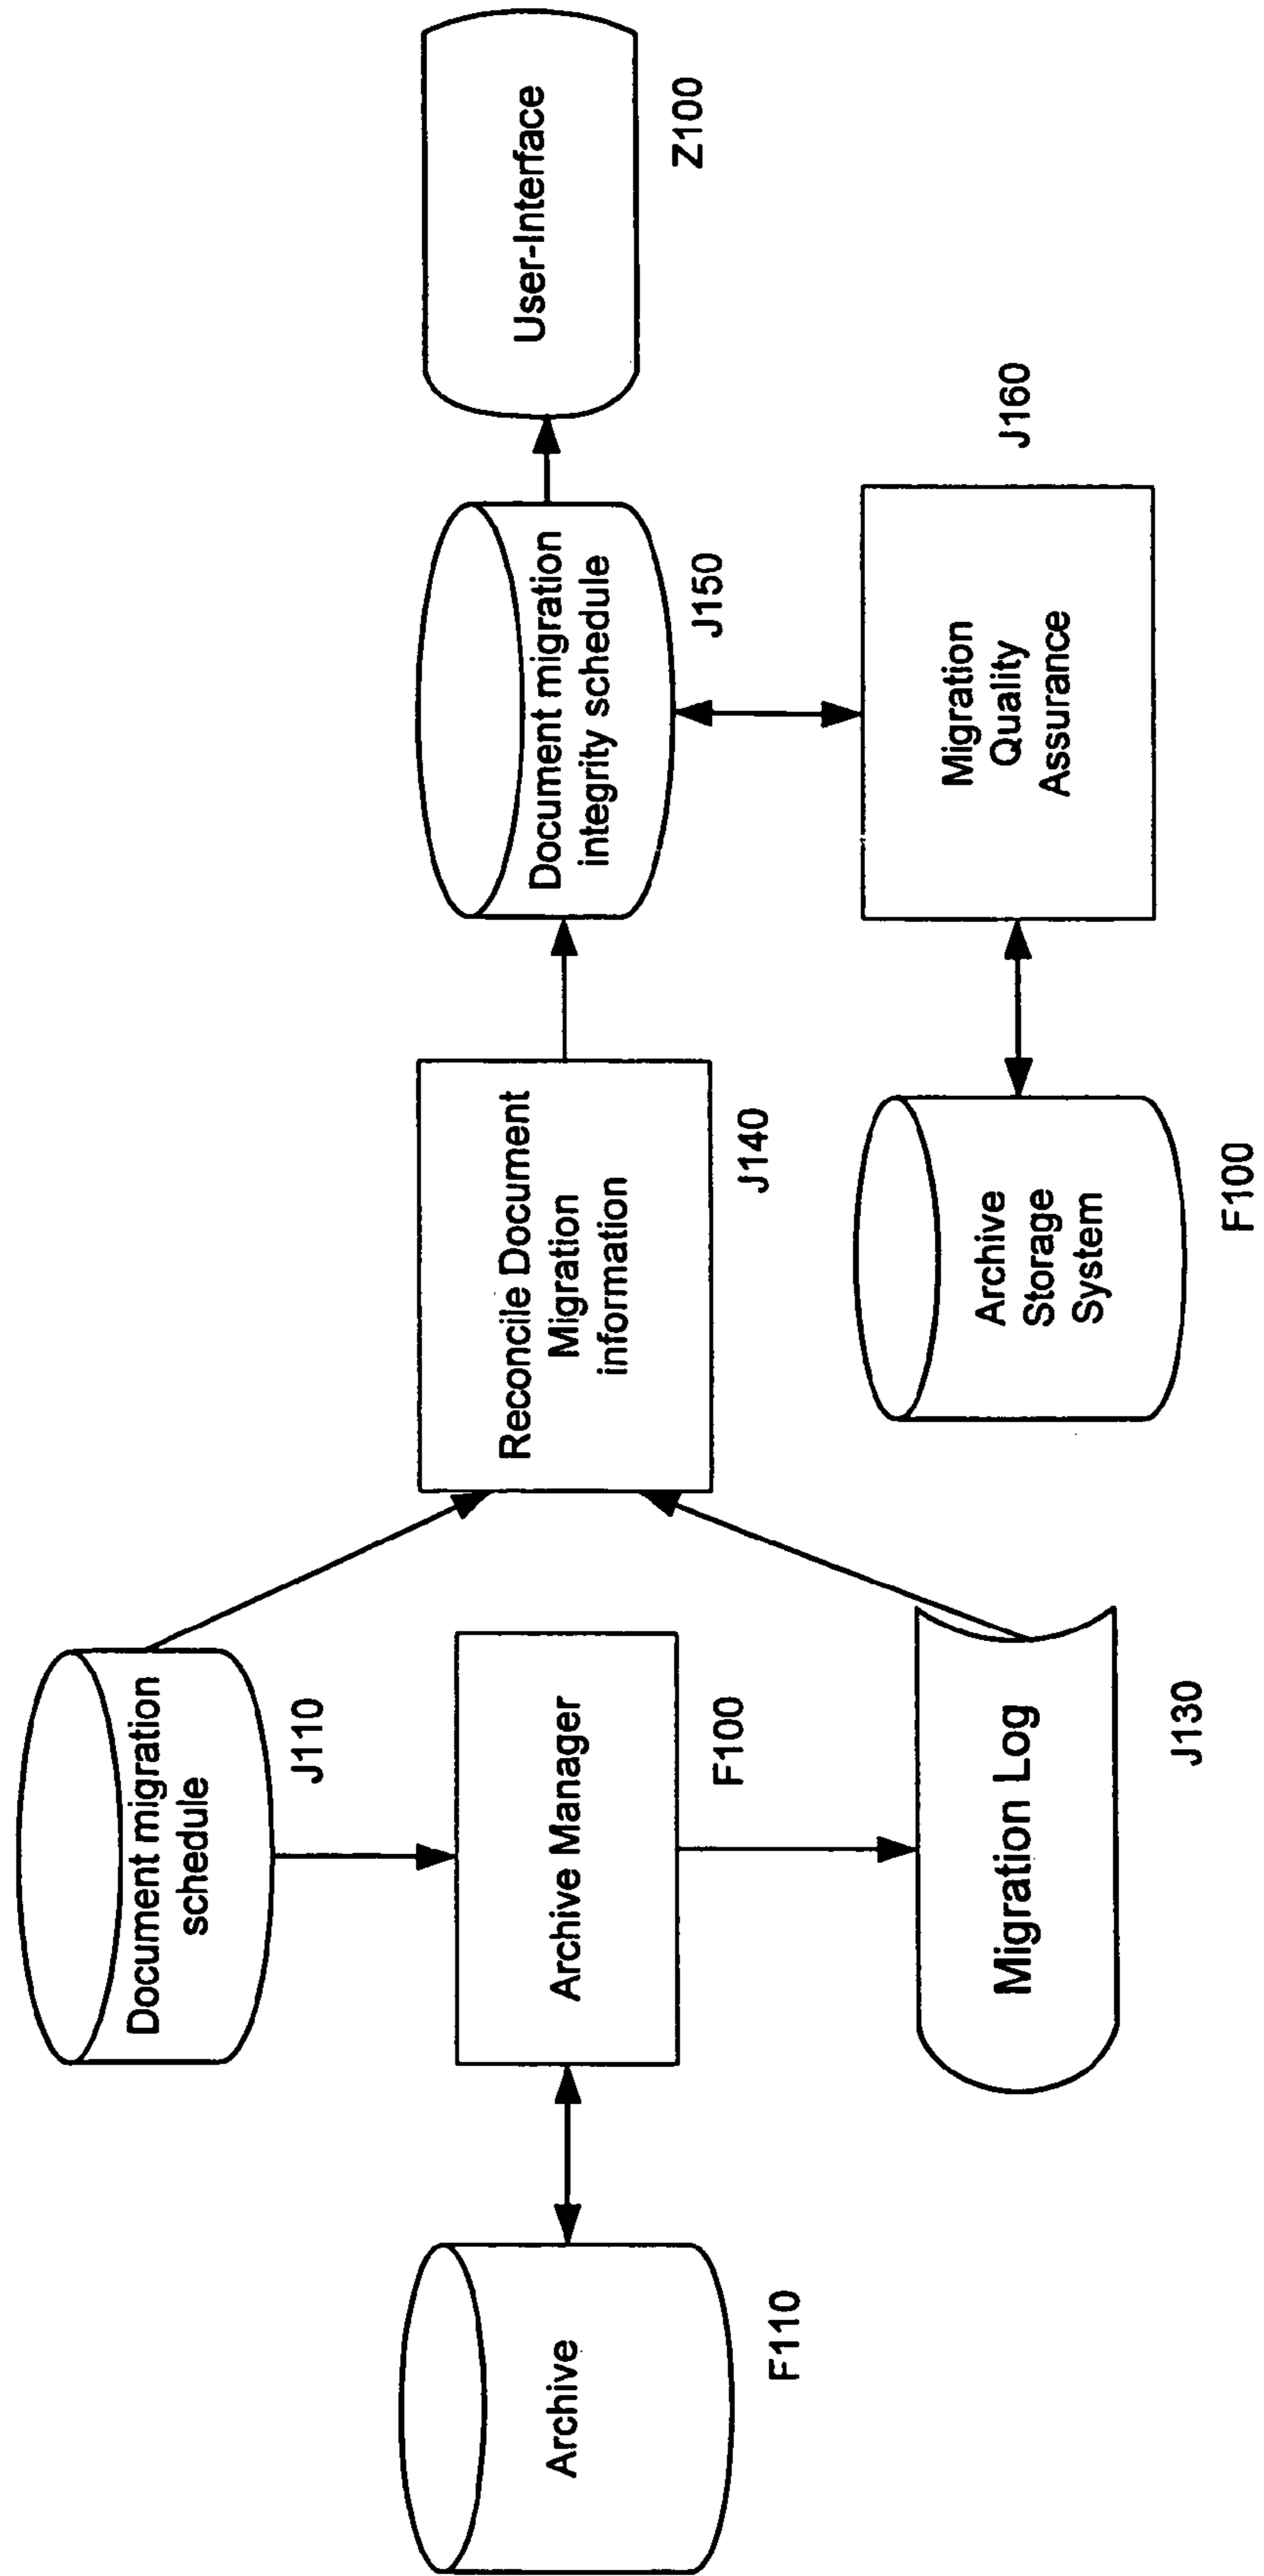 Document migration
schedule
J110
Archive
F110
Archive Manager
F100
Migration Log
J130
Reconcile Document
Migration
information
J140
Document migration
integrity schedule
J150
User-Interface
Z100
Archive
Storage
System
F100
Migration
Quality
Assurance
J160